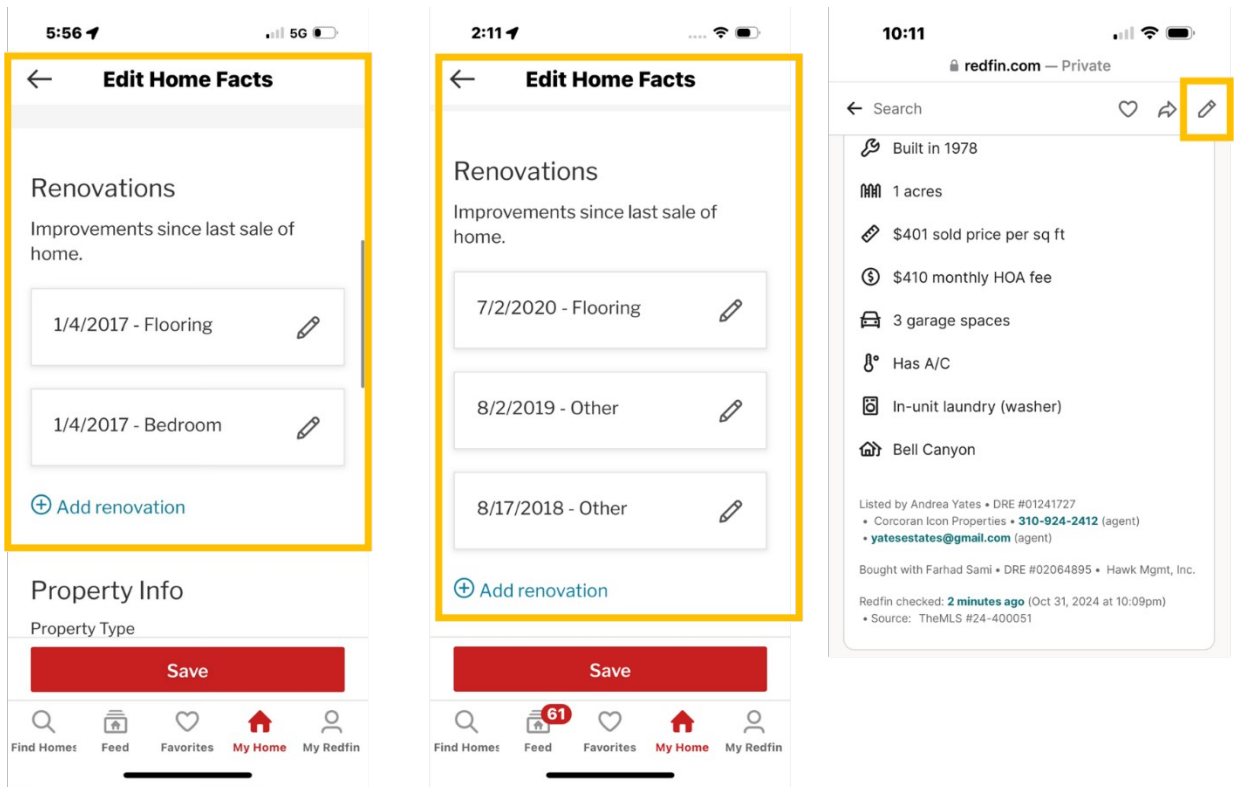 5:56
5G
Edit Home Facts
Renovations
Improvements since last sale of
home.
1/4/2017 - Flooring
1/4/2017 - Bedroom
Add renovation
Property Info
Property Type
Save
Find Homes
Feed
Favorites
My Home
My Redfin
2:11
Edit Home Facts
Renovations
Improvements since last sale of
home.
7/2/2020 - Flooring
8/2/2019 - Other
8/17/2018 - Other
Add renovation
Save
61
Find Homes
Feed
Favorites
My Home
My Redfin
10:11
redfin.com — Private
Search
Built in 1978
1 acres
$401 sold price per sq ft
$410 monthly HOA fee
3 garage spaces
Has A/C
In-unit laundry (washer)
Bell Canyon
Listed by Andrea Yates • DRE #01241727
• Corcoran Icon Properties • 310-924-2412 (agent)
• yatesestates@gmail.com (agent)
Bought with Farhad Sami • DRE #02064895 • Hawk Mgmt, Inc.
Redfin checked: 2 minutes ago (Oct 31, 2024 at 10:09pm)
• Source: TheMLS #24-400051